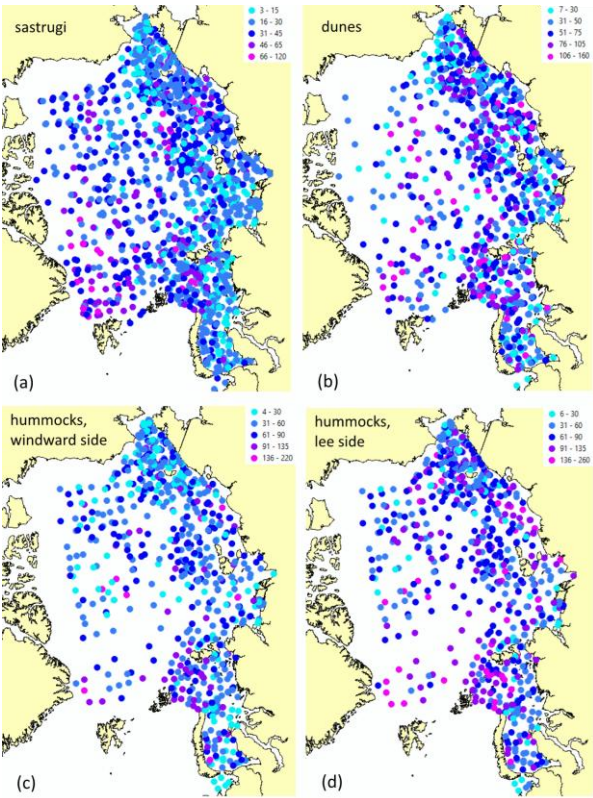 sastrugi
3 - 15
16 - 30
31 - 45
46 - 65
66 - 120
(a)
dunes
7 - 30
31 - 50
51 - 75
76 - 105
106 - 160
(b)
hummocks,
windward side
4 - 30
31 - 60
61 - 90
91 - 135
136 - 220
(c)
hummocks,
lee side
6 - 30
31 - 60
61 - 90
91 - 135
136 - 260
(d)